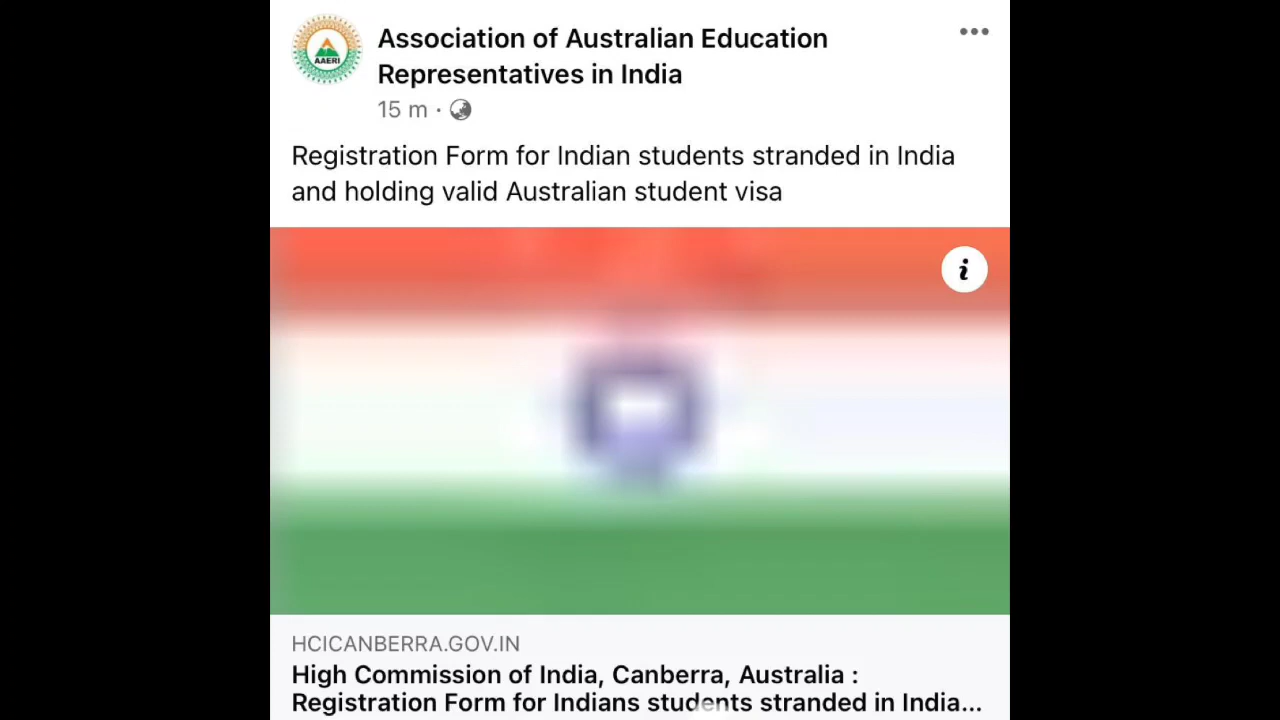 AAERI
Association of Australian Education
Representatives in India
15 m ·
Registration Form for Indian students stranded in India
and holding valid Australian student visa
i
HCICANBERRA.GOV.IN
High Commission of India, Canberra, Australia :
Registration Form for Indians students stranded in India...